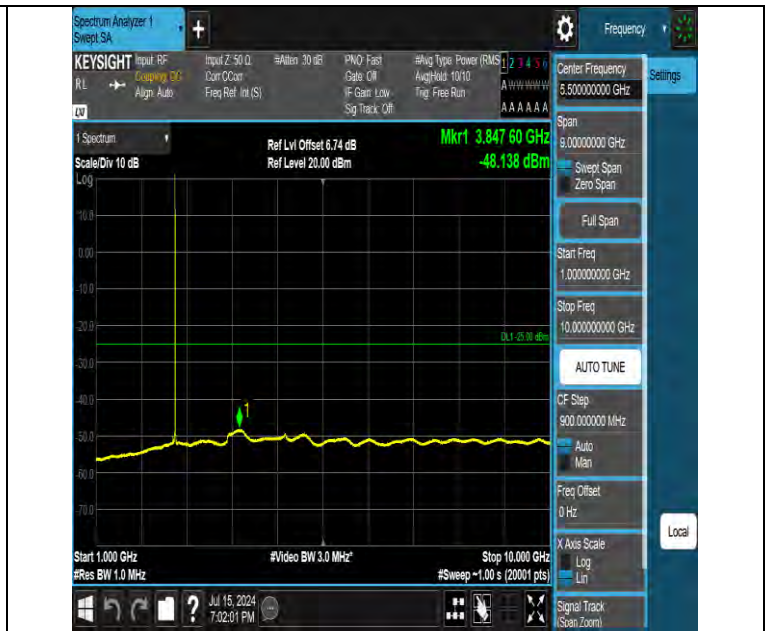 Spectrum Analyzer 1
Swept SA
+
Frequency
KEYSIGHT Input: RF
RL
Coupling: DC
Align: Auto
Input Z: 50 Ω
Corr CCorr
Freq Ref: Int (S)
#Atten: 30 dB
PNO: Fast
Gate: Off
IF Gain: Low
Sig Track: Off
#Avg Type: Power (RMS
Avg|Hold: 10/10
Trig: Free Run
1 2 3 4 5 6
A W W W W W
A A A A A A
LXI
1 Spectrum
Scale/Div 10 dB
Ref Lvl Offset 6.74 dB
Ref Level 20.00 dBm
Mkr1 3.847 60 GHz
-48.138 dBm
Log
10.0
0.00
-10.0
-20.0
DL1 -25.00 dBm
-30.0
-40.0
1
-50.0
-60.0
-70.0
Start 1.000 GHz
#Res BW 1.0 MHz
#Video BW 3.0 MHz*
Stop 10.000 GHz
#Sweep ~1.00 s (20001 pts)
Jul 15, 2024
7:02:01 PM
?
Center Frequency
5.500000000 GHz
Settings
Span
9.00000000 GHz
Swept Span
Zero Span
Full Span
Start Freq
1.000000000 GHz
Stop Freq
10.000000000 GHz
AUTO TUNE
CF Step
900.000000 MHz
Auto
Man
Freq Offset
0 Hz
X Axis Scale
Log
Lin
Local
Signal Track
(Span Zoom)